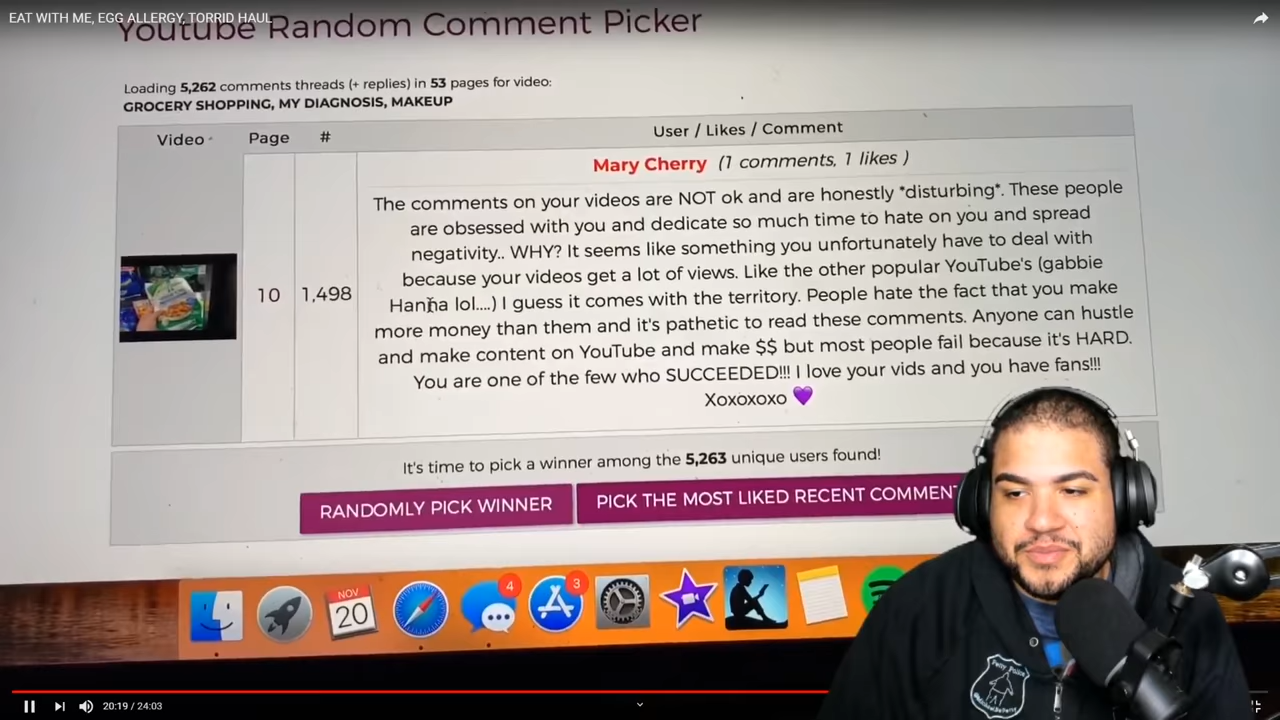 EAT WITH ME, EGG ALLERGY, TORRID HAUL
Youtube Random Comment Picker
Loading 5,262 comments threads (+ replies) in 53 pages for video:
GROCERY SHOPPING, MY DIAGNOSIS, MAKEUP
Video Page # User / Likes / Comment
Mary Cherry (1 comments, 1 likes )
The comments on your videos are NOT ok and are honestly *disturbing*. These people
are obsessed with you and dedicate so much time to hate on you and spread
negativity.. WHY? It seems like something you unfortunately have to deal with
because your videos get a lot of views. Like the other popular YouTube's (gabbie
10 1,498
Hanna lol....) I guess it comes with the territory. People hate the fact that you make
more money than them and it's pathetic to read these comments. Anyone can hustle
and make content on YouTube and make $$ but most people fail because it's HARD.
You are one of the few who SUCCEEDED!!! I love your vids and you have fans!!!
Xoxoxoxo 💜
It's time to pick a winner among the 5,263 unique users found!
RANDOMLY PICK WINNER PICK THE MOST LIKED RECENT COMMENT
NOV
20
4
3
Petty Police
20:19 / 24:03